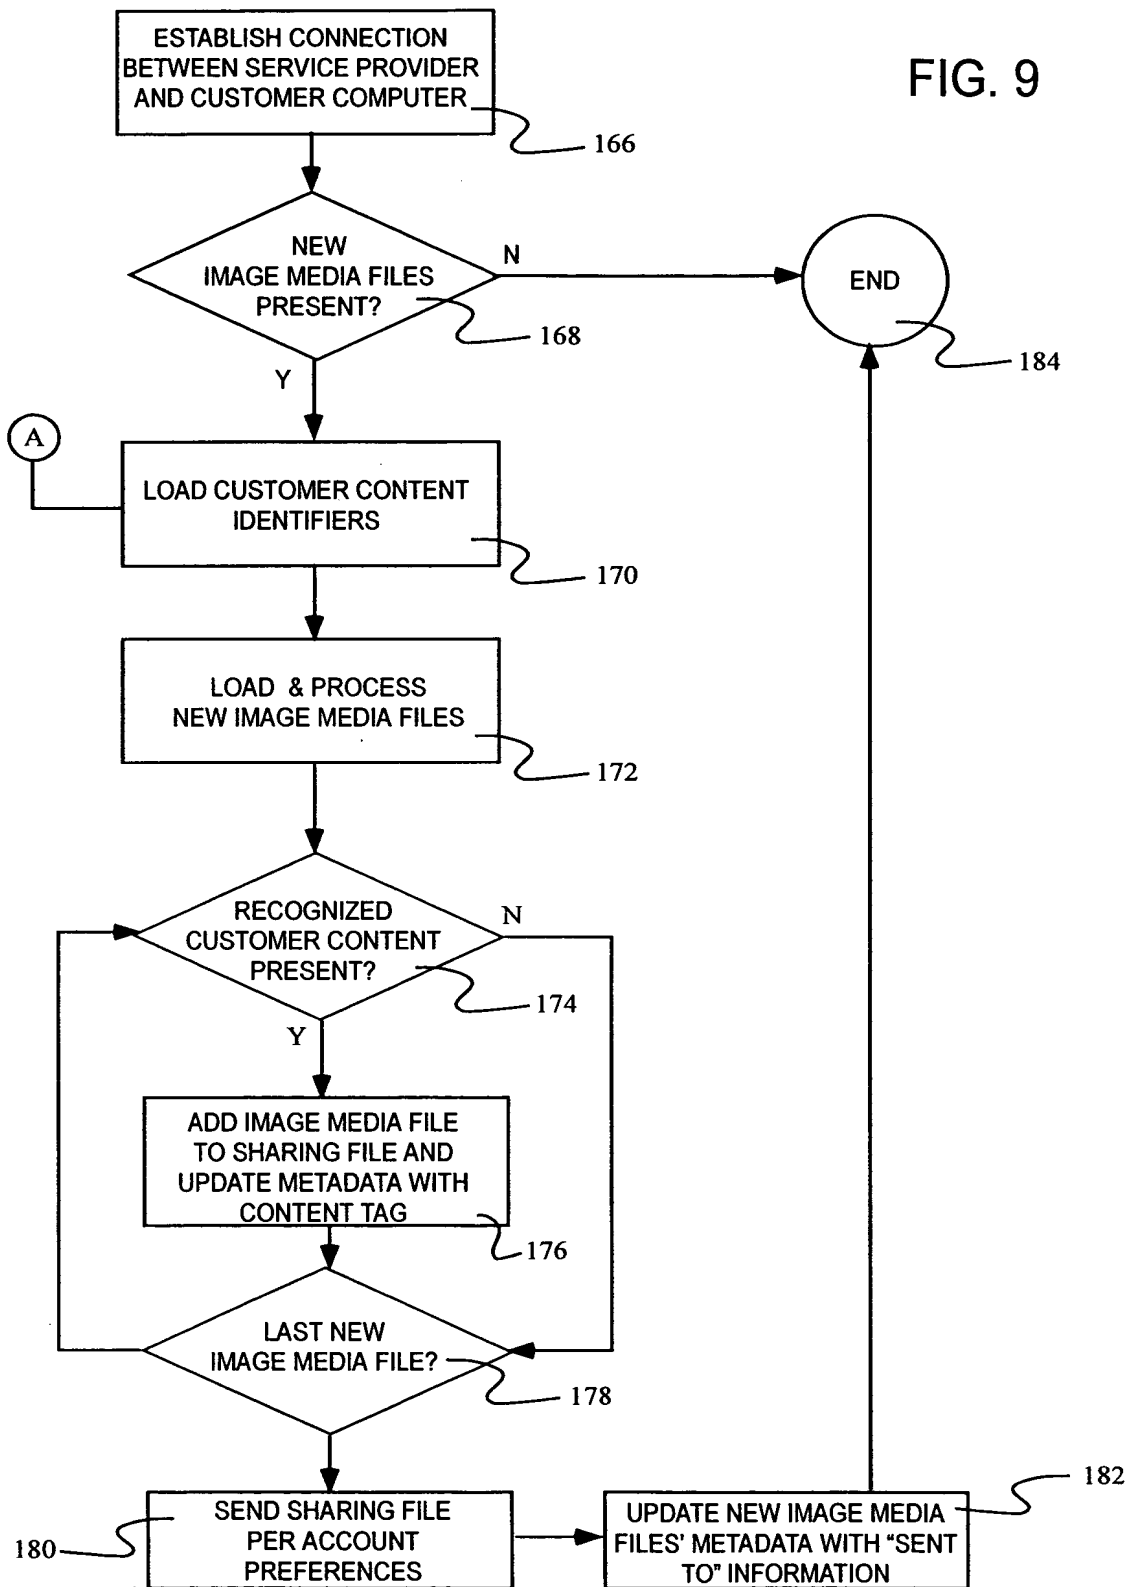 ESTABLISH CONNECTION
BETWEEN SERVICE PROVIDER
AND CUSTOMER COMPUTER
166
FIG. 9
NEW
IMAGE MEDIA FILES
PRESENT?
168
N
END
184
Y
A
LOAD CUSTOMER CONTENT
IDENTIFIERS
170
LOAD & PROCESS
NEW IMAGE MEDIA FILES
172
RECOGNIZED
CUSTOMER CONTENT
PRESENT?
174
N
Y
ADD IMAGE MEDIA FILE
TO SHARING FILE AND
UPDATE METADATA WITH
CONTENT TAG
176
LAST NEW
IMAGE MEDIA FILE?
178
SEND SHARING FILE
PER ACCOUNT
PREFERENCES
180
UPDATE NEW IMAGE MEDIA
FILES' METADATA WITH “SENT
TO” INFORMATION
182